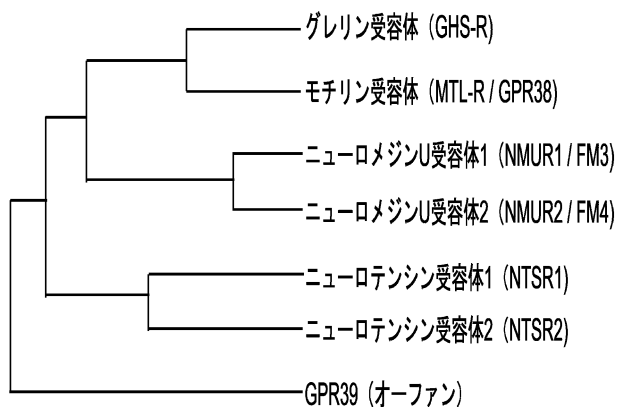 グレリン受容体（GHS-R)
モチリン受容体（MTL-R / GPR38)
ニューロメジンU受容体1（NMUR1 / FM3)
ニューロメジンU受容体2（NMUR2 / FM4)
ニューロテンシン受容体1（NTSR1)
ニューロテンシン受容体2（NTSR2)
GPR39（オーファン）